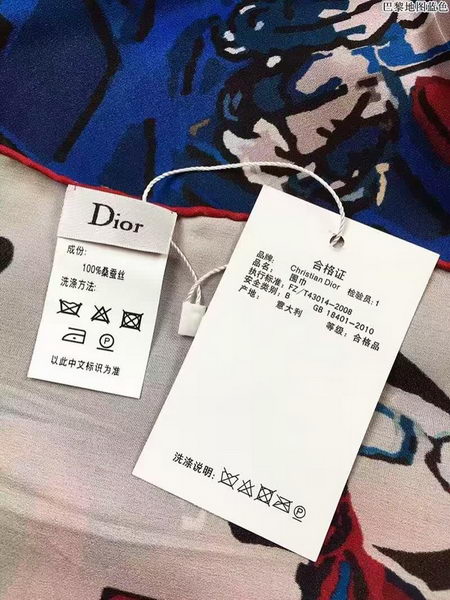 巴黎地图蓝色
Dior
成份:
100%桑蚕丝
洗涤方法:
以此中文标识为准
合格证
品牌: Christian Dior 检验员:1
品名: 围巾
执行标准: FZ/T43014-2008
安全类别: B GB 18401-2010
产地: 意大利 等级: 合格品
洗涤说明: